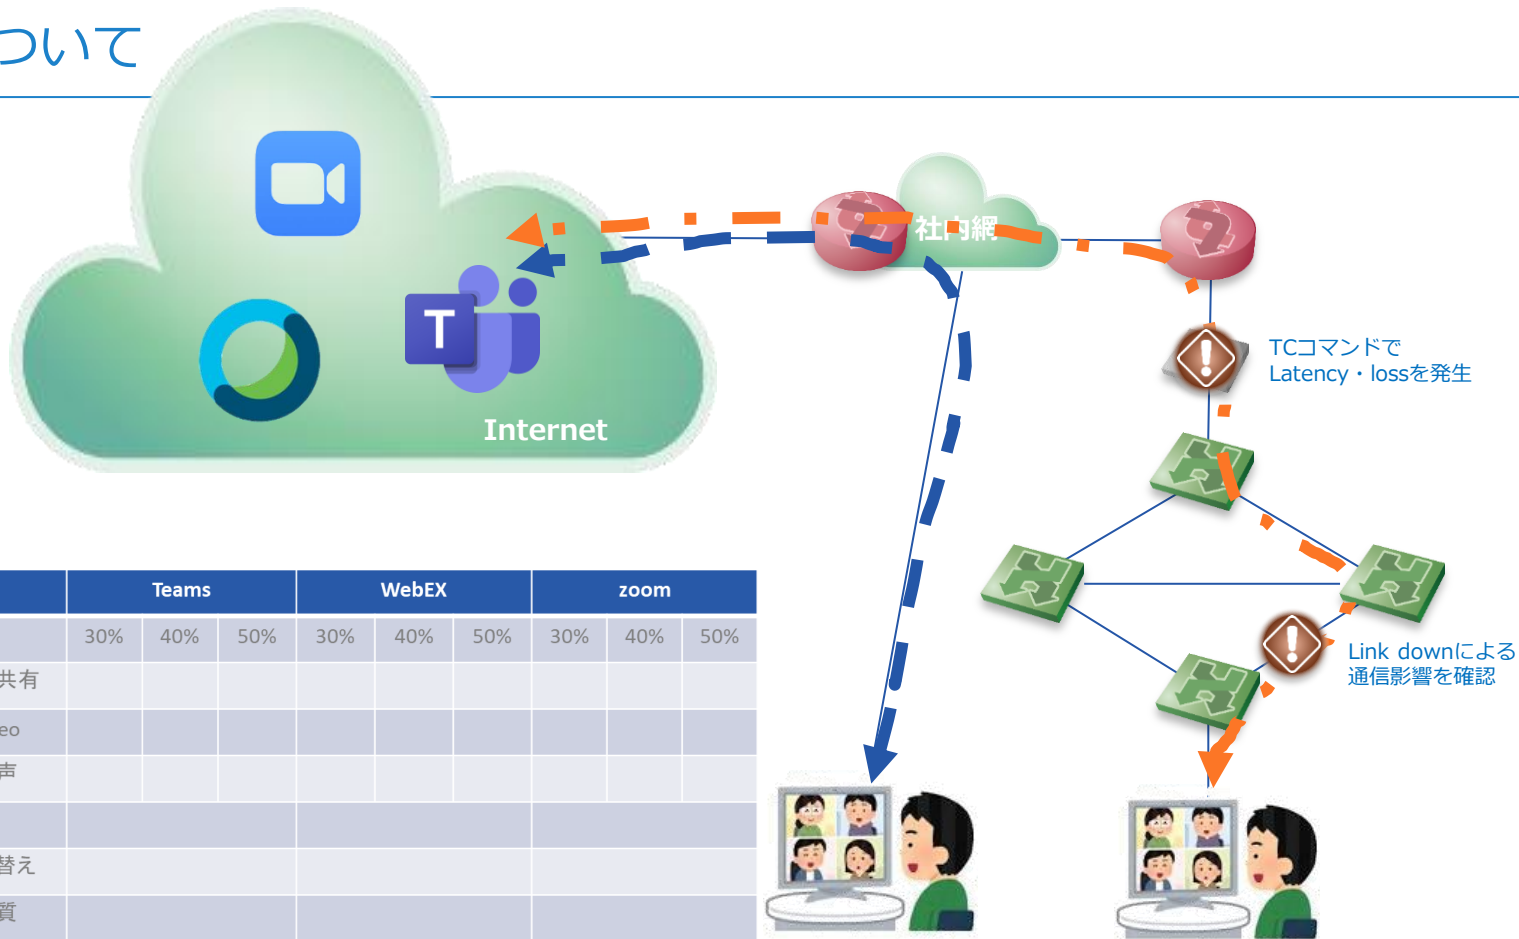 ついて
社内網
TCコマンドで
Latency・lossを発生
T
Internet
Teams WebEX zoom
30% 40% 50% 30% 40% 50% 30% 40% 50%
共有
eo
声
替え
質
Link downによる
通信影響を確認